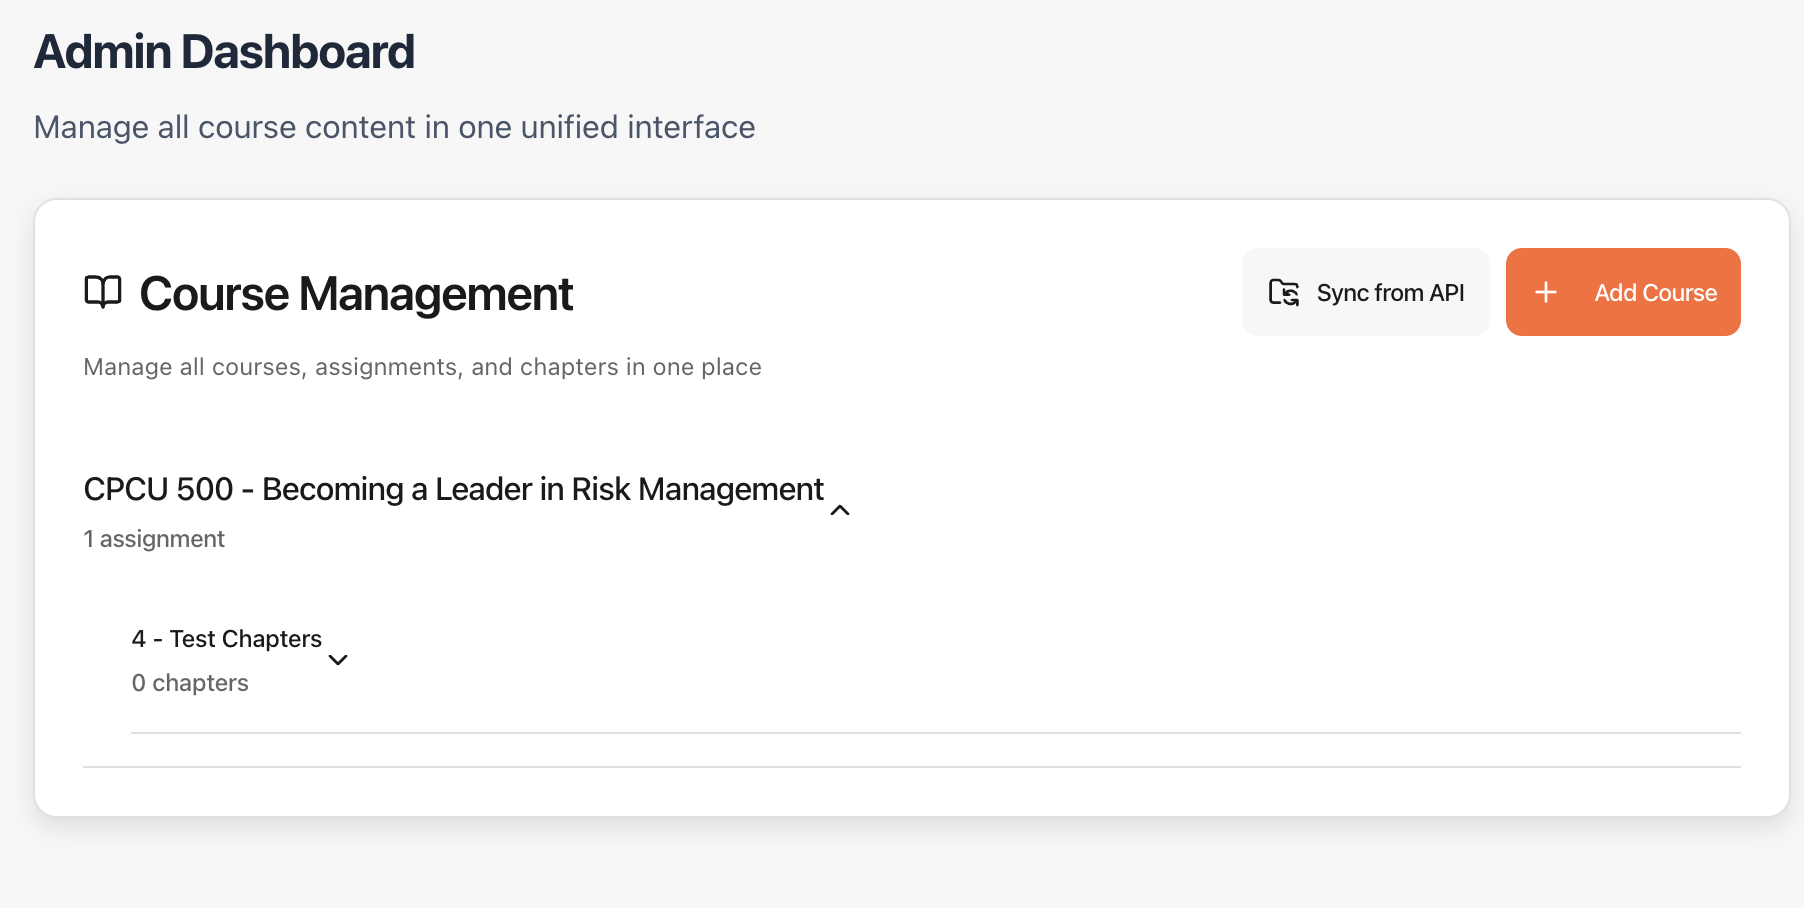 Admin Dashboard
Manage all course content in one unified interface
Course Management
Sync from API
Add Course
Manage all courses, assignments, and chapters in one place
CPCU 500 - Becoming a Leader in Risk Management
1 assignment
4 - Test Chapters
0 chapters